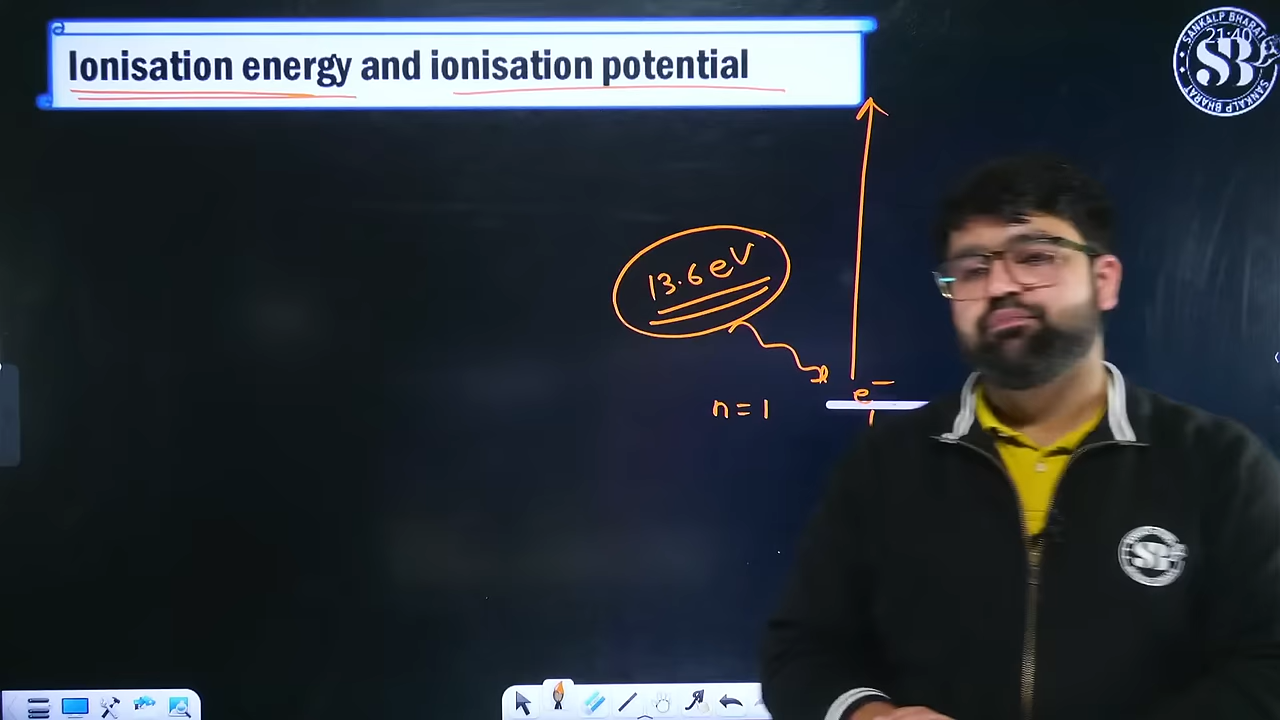 Ionisation energy and ionisation potential
SANKALP BHARAT
21:40
SB
SANKALP BHARAT
13.6 eV
e⁻
n = 1
SB